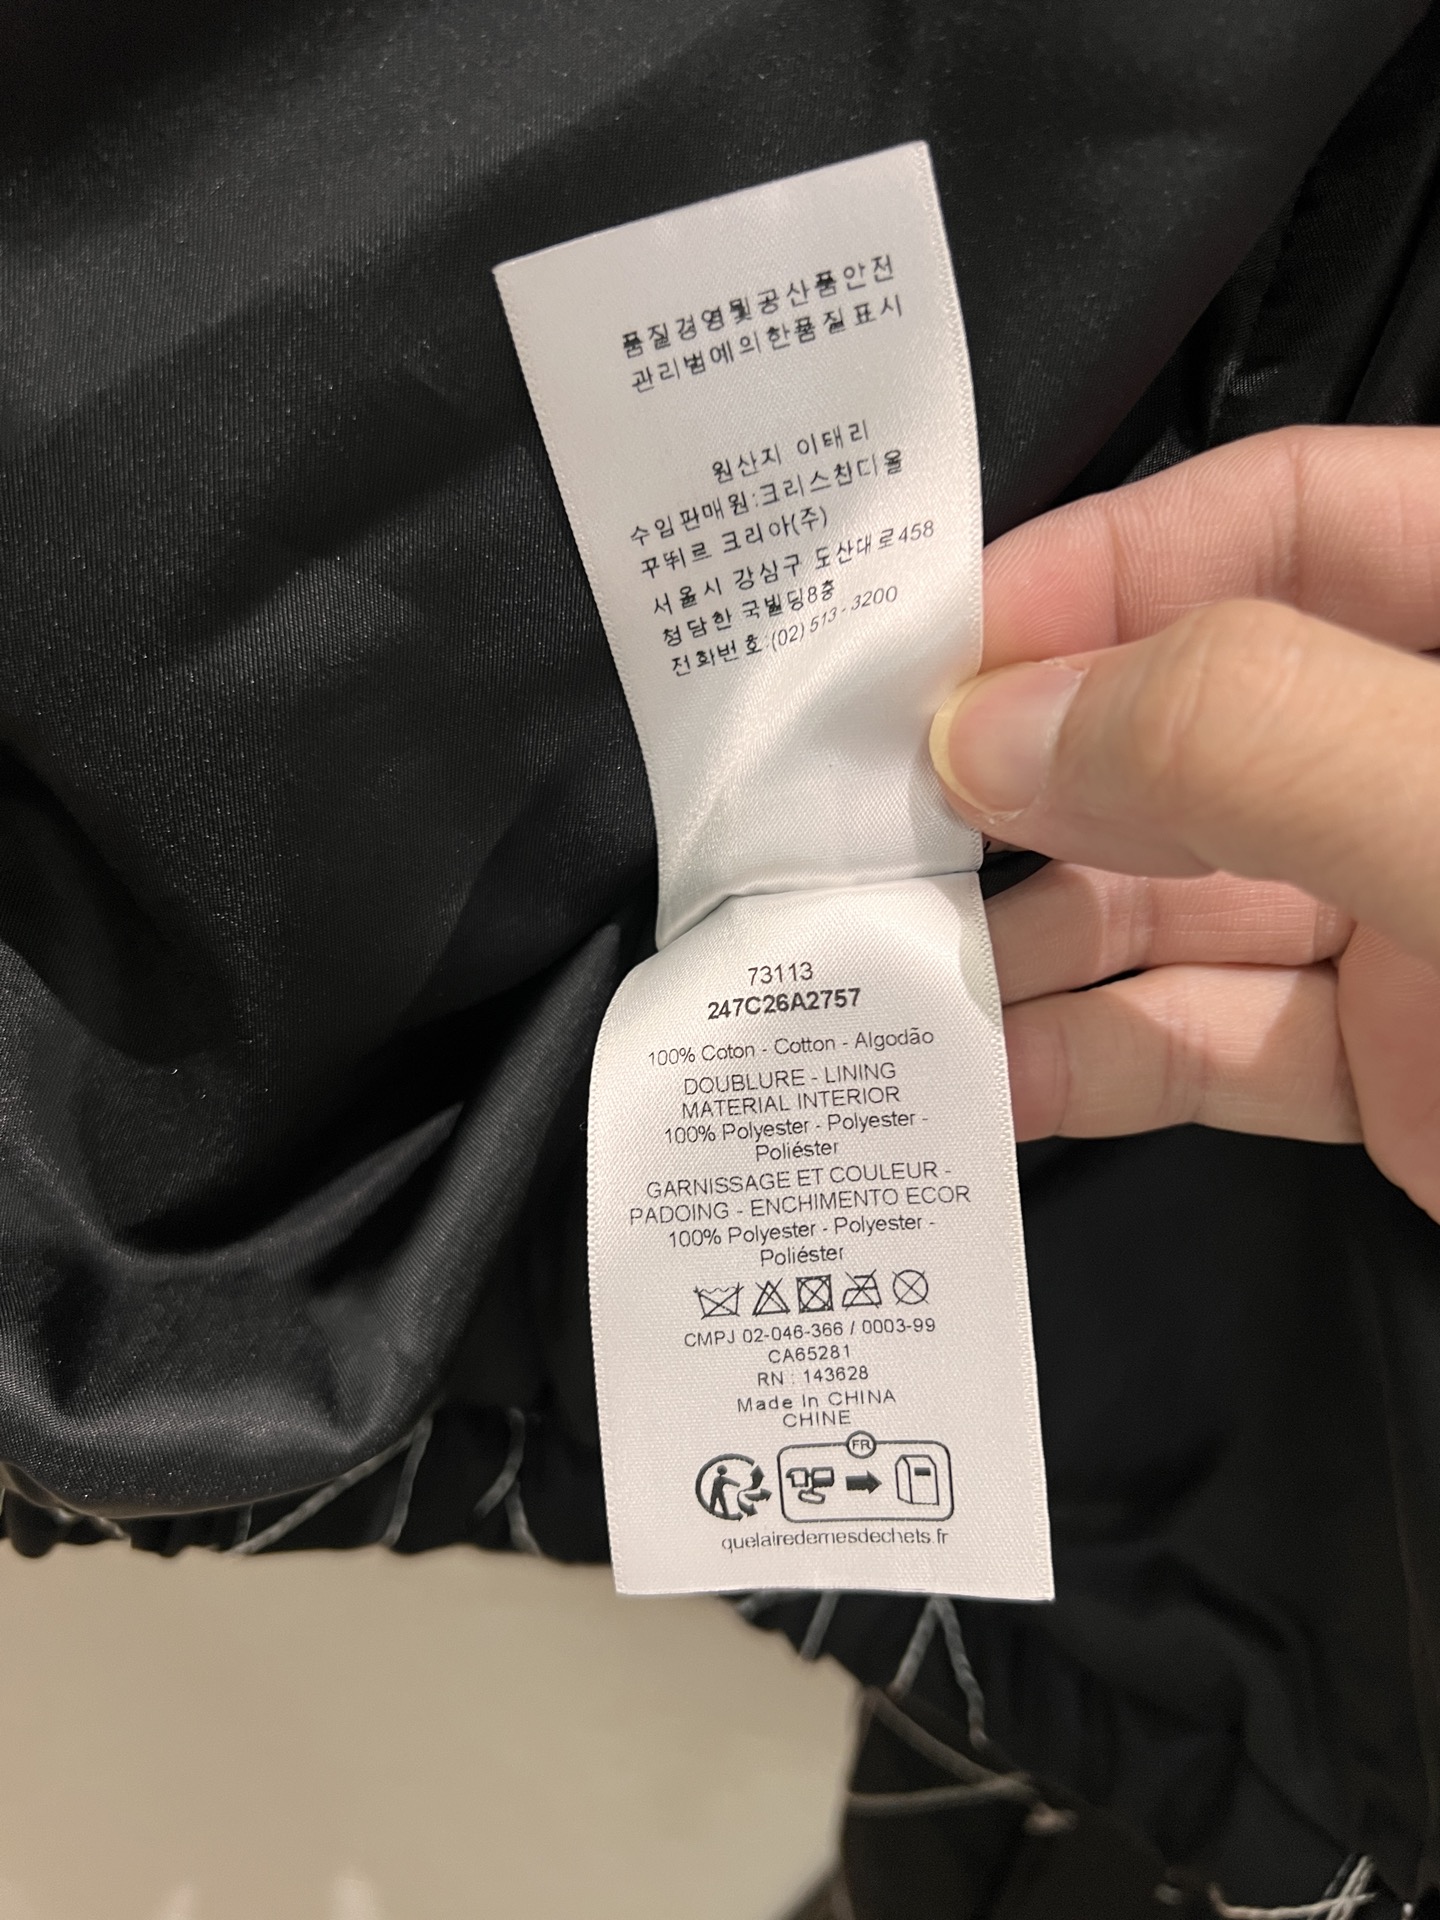 품질경영및공산품안전
관리법에의한품질표시
원산지 이태리
수입판매원:크리스찬디올
꾸뛰르 크리아(주)
서울시 강심구 도산대로458
청담한 국빌딩8층
전화번호:(02) 513-3200
73113
247C26A2757
100% Coton - Cotton - Algodão
DOUBLURE - LINING
MATERIAL INTERIOR
100% Polyester - Polyester -
Poliéster
GARNISSAGE ET COULEUR -
PADOING - ENCHIMENTO ECOR
100% Polyester - Polyester -
Poliéster
CMPJ 02-046-366 / 0003-99
CA65281
RN : 143628
Made In CHINA
CHINE
FR
quelairedemesdechets.fr